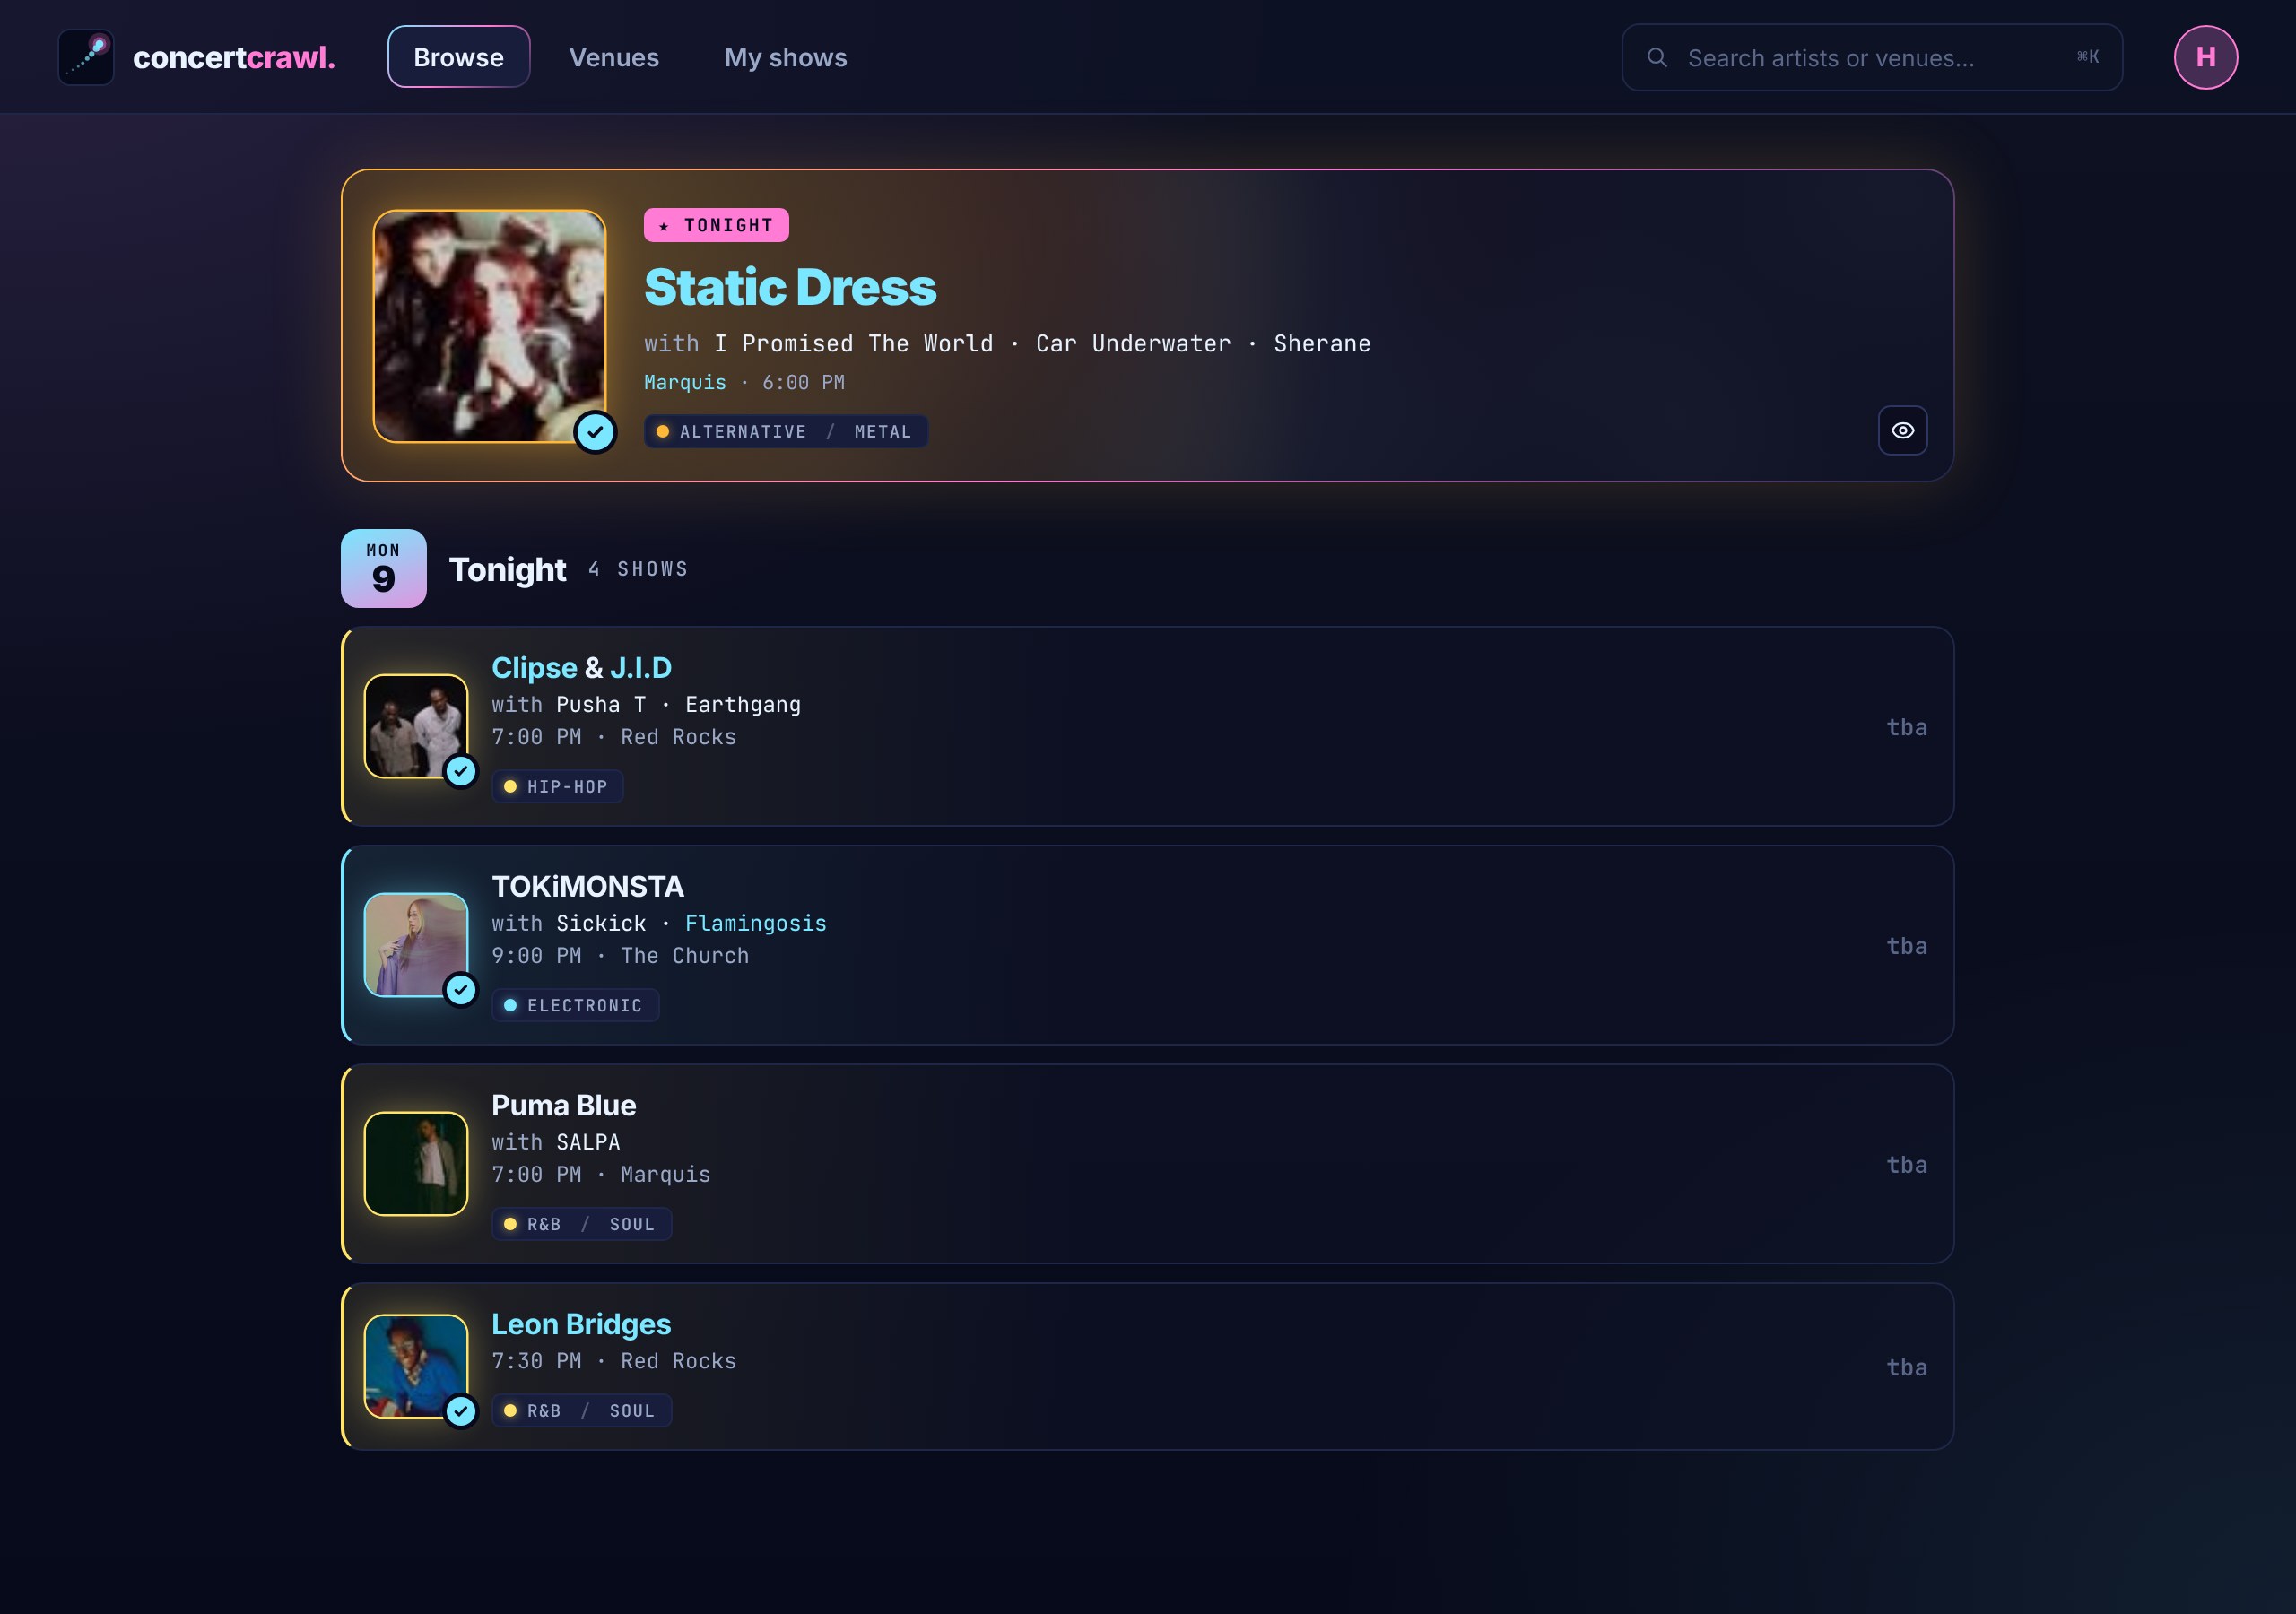 concertcrawl.
Browse
Venues
My shows
Search artists or venues...
⌘K
H
★ TONIGHT
Static Dress
with I Promised The World · Car Underwater · Sherane
Marquis · 6:00 PM
ALTERNATIVE / METAL
MON
9
Tonight 4 SHOWS
Clipse & J.I.D
with Pusha T · Earthgang
7:00 PM · Red Rocks
HIP-HOP
tba
TOKiMONSTA
with Sickick · Flamingosis
9:00 PM · The Church
ELECTRONIC
tba
Puma Blue
with SALPA
7:00 PM · Marquis
R&B / SOUL
tba
Leon Bridges
7:30 PM · Red Rocks
R&B / SOUL
tba